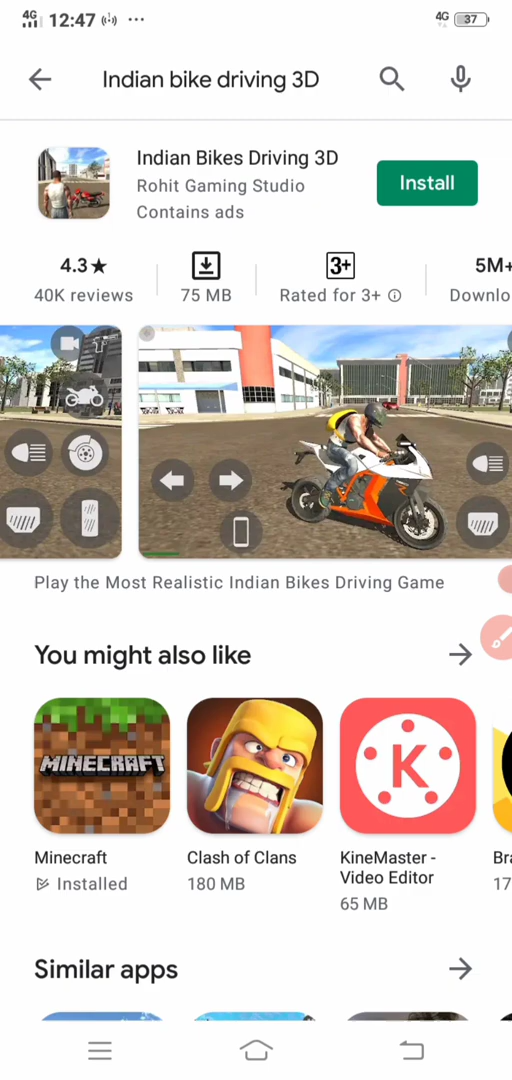 4G 12:47 4G 37
Indian bike driving 3D
Indian Bikes Driving 3D
Rohit Gaming Studio
Contains ads
Install
4.3★ 3+ 5M+
40K reviews 75 MB Rated for 3+ Downlo
Play the Most Realistic Indian Bikes Driving Game
You might also like
MINECRAFT K
Minecraft Clash of Clans KineMaster - Bra
Installed 180 MB Video Editor 17
65 MB
Similar apps